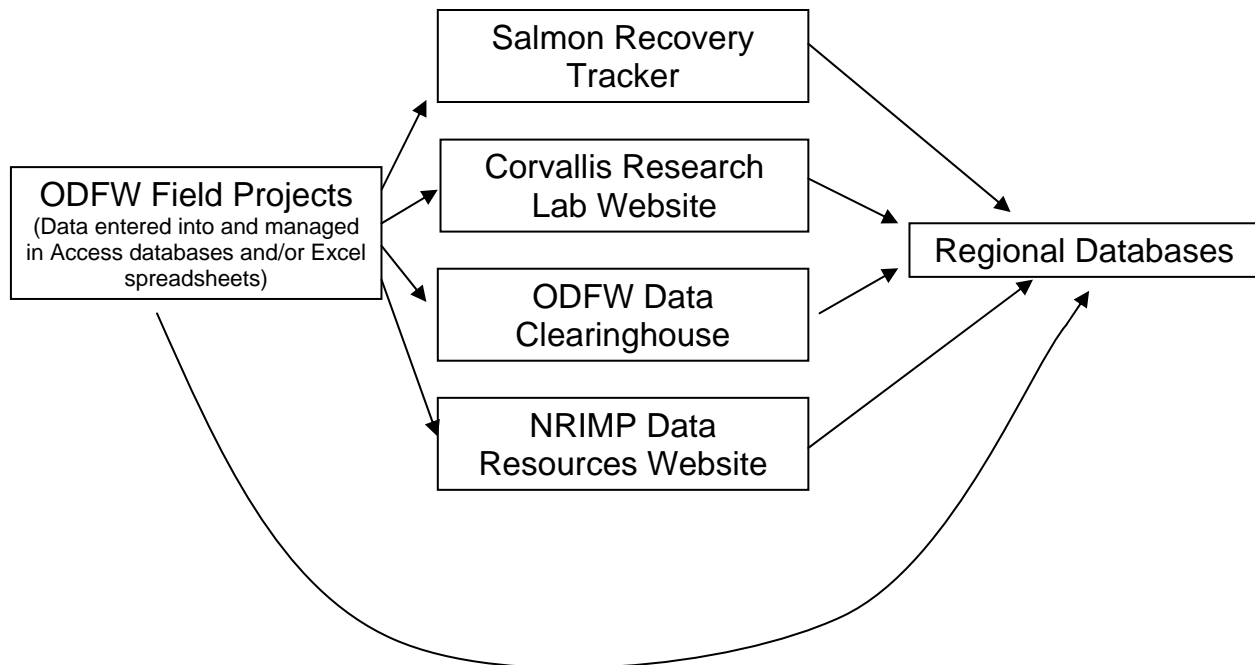 Salmon Recovery
Tracker
ODFW Field Projects
(Data entered into and managed
in Access databases and/or Excel
spreadsheets)
Corvallis Research
Lab Website
ODFW Data
Clearinghouse
NRIMP Data
Resources Website
Regional Databases